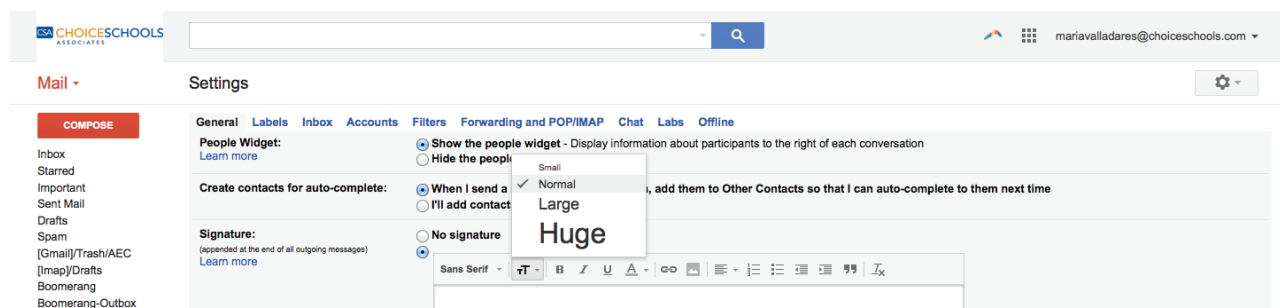 CSA CHOICESCHOOLS
ASSOCIATES
mariavalladares@choiceschools.com
Mail
Settings
COMPOSE
General Labels Inbox Accounts Filters Forwarding and POP/IMAP Chat Labs Offline
People Widget:
Learn more
Show the people widget - Display information about participants to the right of each conversation
Hide the people
Create contacts for auto-complete:
When I send a , add them to Other Contacts so that I can auto-complete to them next time
I'll add contact
Small
Normal
Large
Huge
Signature:
(appended at the end of all outgoing messages)
Learn more
No signature
Sans Serif
Inbox
Starred
Important
Sent Mail
Drafts
Spam
[Gmail]/Trash/AEC
[Imap]/Drafts
Boomerang
Boomerang-Outbox